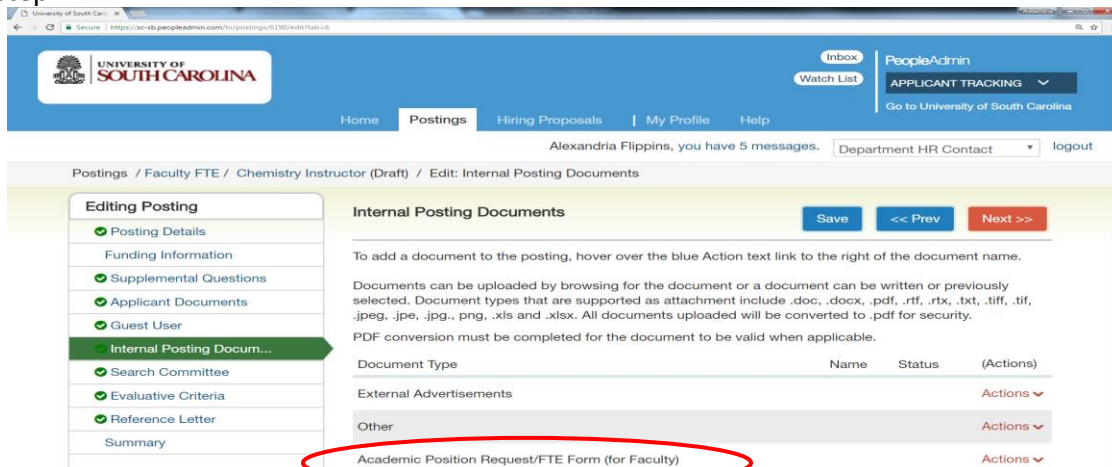 step
University of South Caro
Secure | https://sc-sb.peopleadmin.com/hr/postings/6190/edit?tab=6
UNIVERSITY OF
SOUTH CAROLINA
Inbox
Watch List
PeopleAdmin
APPLICANT TRACKING
Go to University of South Carolina
Home Postings Hiring Proposals | My Profile Help
Alexandria Flippins, you have 5 messages. Department HR Contact logout
Postings / Faculty FTE / Chemistry Instructor (Draft) / Edit: Internal Posting Documents
Editing Posting
Posting Details
Funding Information
Supplemental Questions
Applicant Documents
Guest User
Internal Posting Docum...
Search Committee
Evaluative Criteria
Reference Letter
Summary
Internal Posting Documents
Save << Prev Next >>
To add a document to the posting, hover over the blue Action text link to the right of the document name.
Documents can be uploaded by browsing for the document or a document can be written or previously
selected. Document types that are supported as attachment include .doc, .docx, .pdf, .rtf, .rtx, .txt, .tiff, .tif,
.jpeg, .jpe, .jpg., png, .xls and .xlsx. All documents uploaded will be converted to .pdf for security.
PDF conversion must be completed for the document to be valid when applicable.
Document Type Name Status (Actions)
External Advertisements Actions
Other Actions
Academic Position Request/FTE Form (for Faculty) Actions